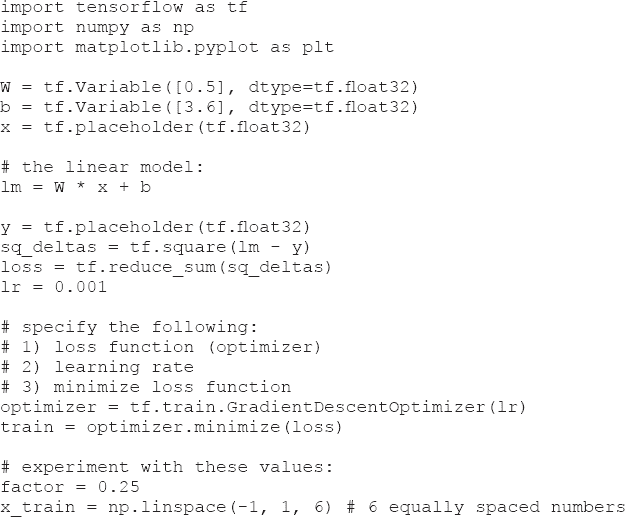 import tensorflow as tf
import numpy as np
import matplotlib.pyplot as plt
W = tf.Variable([0.5], dtype=tf.float32)
b = tf.Variable([3.6], dtype=tf.float32)
x = tf.placeholder(tf.float32)
# the linear model:
lm = W * x + b
y = tf.placeholder(tf.float32)
sq_deltas = tf.square(lm - y)
loss = tf.reduce_sum(sq_deltas)
lr = 0.001
# specify the following:
# 1) loss function (optimizer)
# 2) learning rate
# 3) minimize loss function
optimizer = tf.train.GradientDescentOptimizer(lr)
train = optimizer.minimize(loss)
# experiment with these values:
factor = 0.25
x_train = np.linspace(-1, 1, 6) # 6 equally spaced numbers